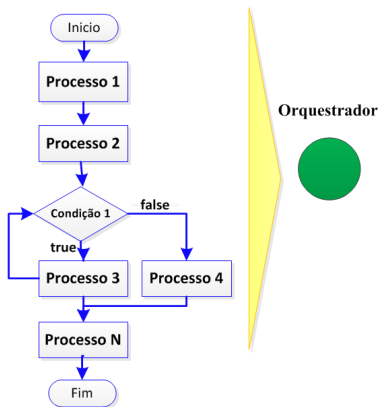 Inicio
Processo 1
Orquestrador
Processo 2
Condição 1
false
true
Processo 3
Processo 4
Processo N
Fim